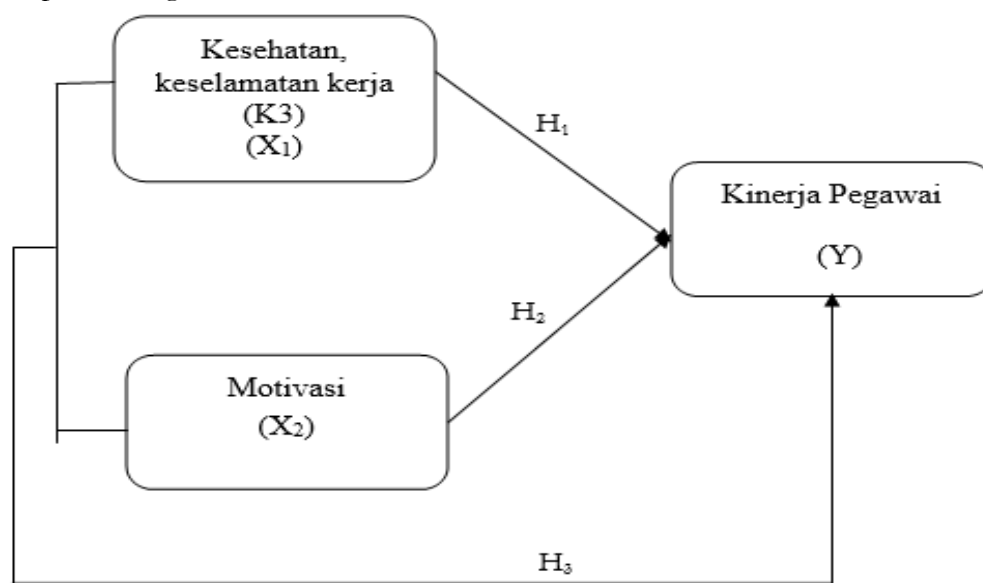 Kesehatan,
keselamatan kerja
(K3)
(X₁)
H₁
Kinerja Pegawai
(Y)
H₂
Motivasi
(X₂)
H₃